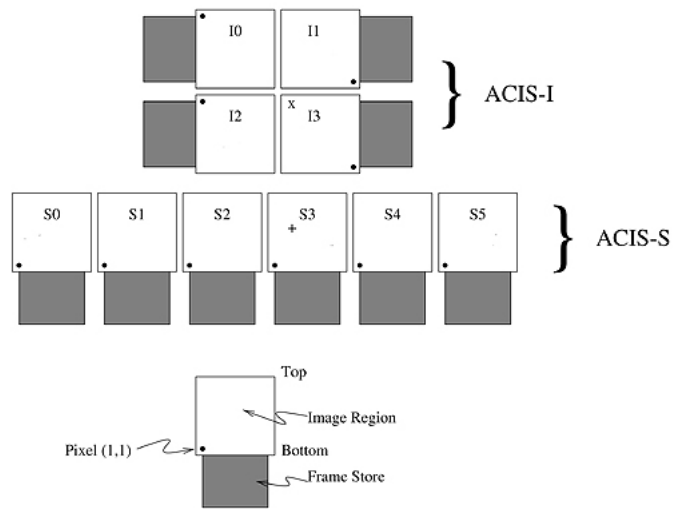 I0 I1
ACIS-I
I2 x I3
S0 S1 S2 S3 S4 S5
+
ACIS-S
Top
Image Region
Pixel (1,1)
Bottom
Frame Store